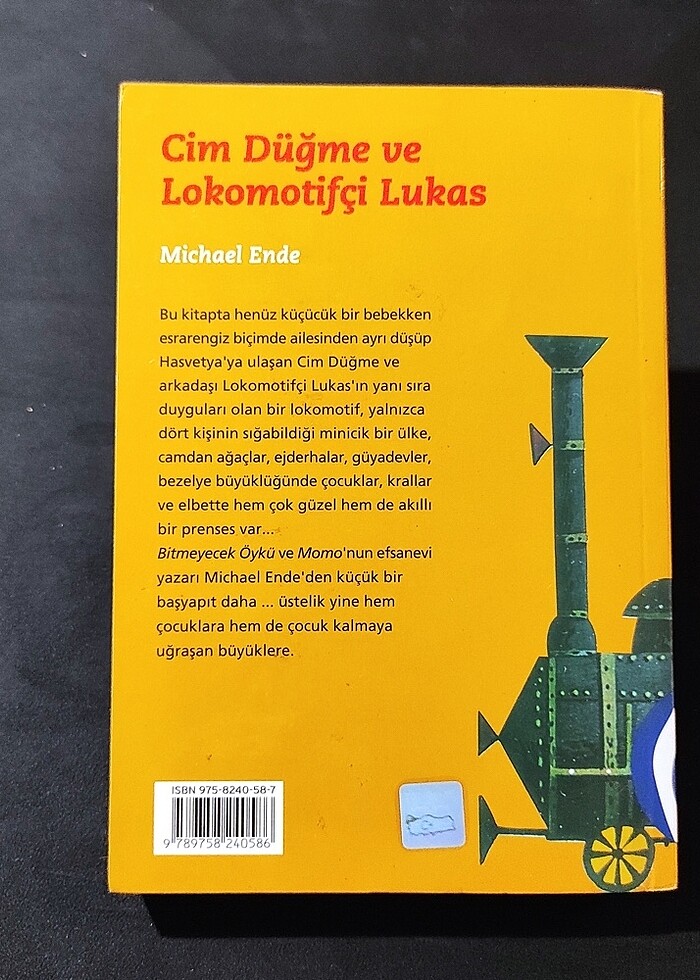 Cim Düğme ve
Lokomotifçi Lukas
Michael Ende
Bu kitapta henüz küçücük bir bebekken
esrarengiz biçimde ailesinden ayrı düşüp
Hasvetya'ya ulaşan Cim Düğme ve
arkadaşı Lokomotifçi Lukas'ın yanı sıra
duyguları olan bir lokomotif, yalnızca
dört kişinin sığabildiği minicik bir ülke,
camdan ağaçlar, ejderhalar, güyadevler,
bezelye büyüklüğünde çocuklar, krallar
ve elbette hem çok güzel hem de akıllı
bir prenses var...
Bitmeyecek Öykü ve Momo'nun efsanevi
yazarı Michael Ende'den küçük bir
başyapıt daha ... üstelik yine hem
çocuklara hem de çocuk kalmaya
uğraşan büyüklere.
ISBN 975-8240-58-7
9 789758 240586